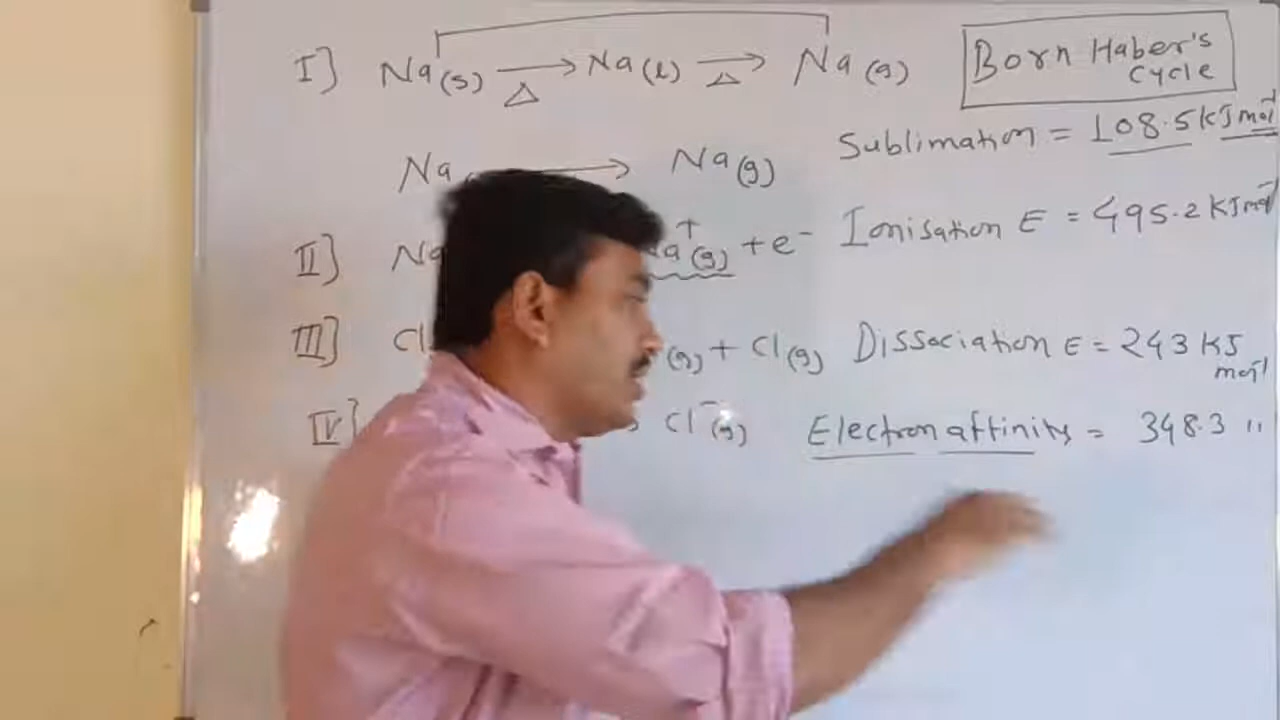 I] Na(s) ⟶ Na(l) ⟶ Na(g)
Δ Δ
Born Haber's
cycle
Na ⟶ Na(g)
Sublimation = 108.5 KJ mol⁻¹
II] Na a⁺(g) + e⁻ Ionisation E = 495.2 KJ mol⁻¹
III] Cl (g) + Cl(g) Dissociation E = 243 KJ
mol⁻¹
IV] Cl⁻(g) Electron affinity = 348.3 "